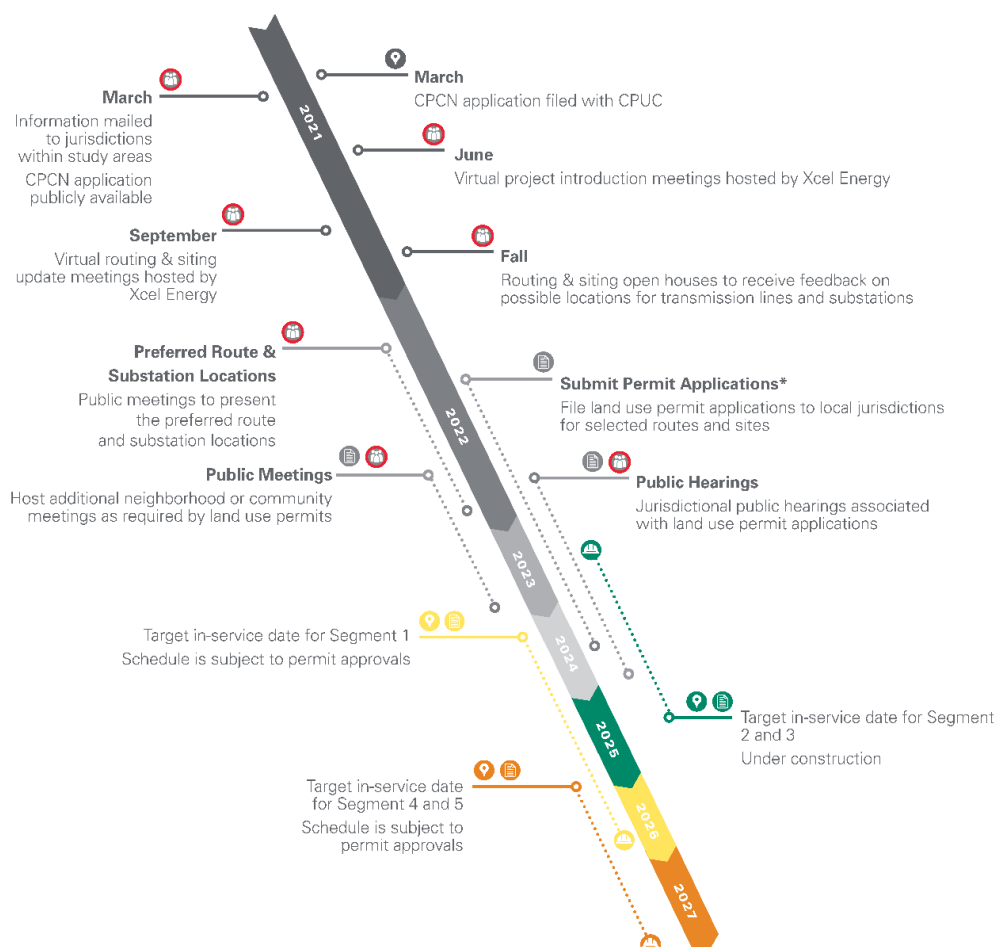 March
CPCN application filed with CPUC
March
Information mailed
to jurisdictions
within study areas
CPCN application
publicly available
2021
June
Virtual project introduction meetings hosted by Xcel Energy
September
Virtual routing & siting
update meetings hosted by
Xcel Energy
Fall
Routing & siting open houses to receive feedback on
possible locations for transmission lines and substations
Preferred Route &
Substation Locations
Public meetings to present
the preferred route
and substation locations
2022
Submit Permit Applications*
File land use permit applications to local jurisdictions
for selected routes and sites
Public Meetings
Host additional neighborhood or community
meetings as required by land use permits
Public Hearings
Jurisdictional public hearings associated
with land use permit applications
2023
Target in-service date for Segment 1
Schedule is subject to permit approvals
2024
Target in-service date for Segment
2 and 3
Under construction
2025
Target in-service date
for Segment 4 and 5
Schedule is subject to
permit approvals
2026
2027